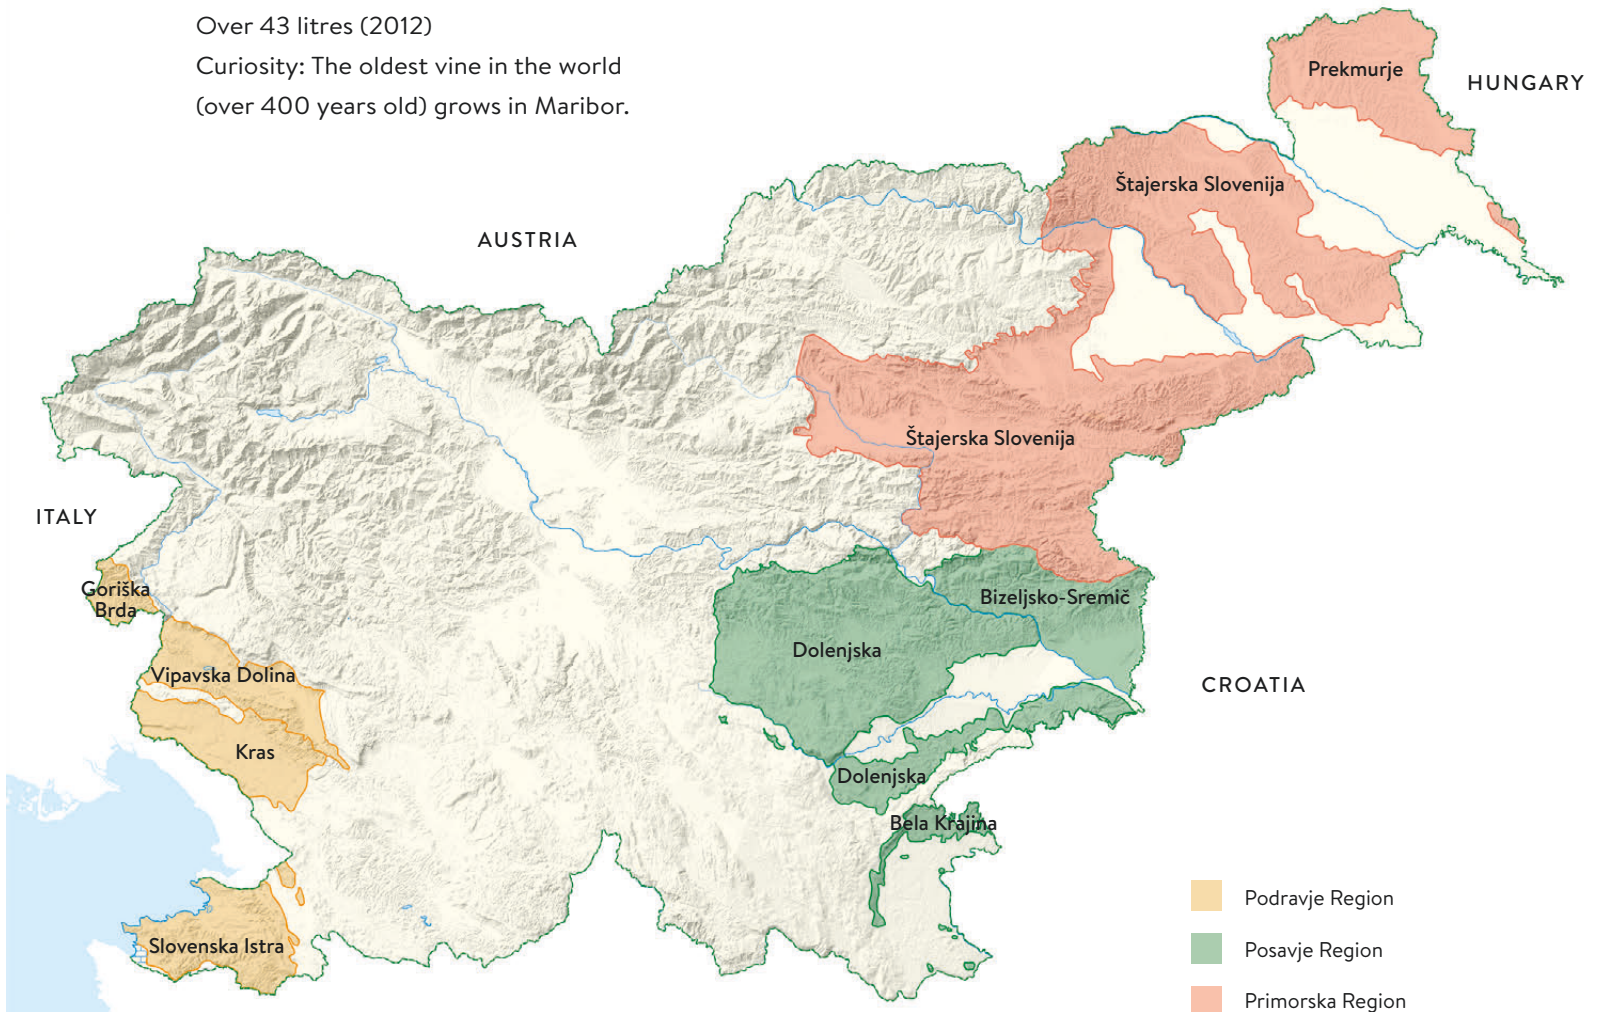 Over 43 litres (2012)
Curiosity: The oldest vine in the world
(over 400 years old) grows in Maribor.
Prekmurje
HUNGARY
Štajerska Slovenija
AUSTRIA
Štajerska Slovenija
ITALY
Goriška
Brda
Bizeljsko-Sremič
Dolenjska
Vipavska Dolina
CROATIA
Kras
Dolenjska
Bela Krajina
Podravje Region
Slovenska Istra
Posavje Region
Primorska Region